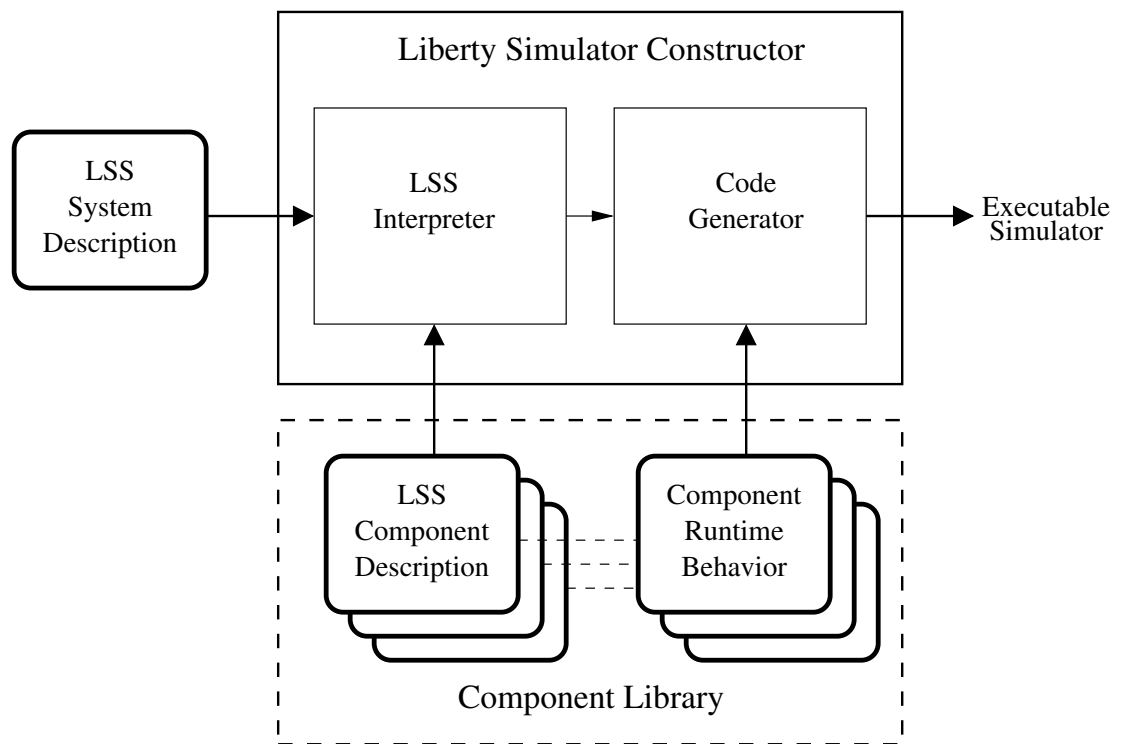 Liberty Simulator Constructor
LSS
System
Description
LSS
Interpreter
Code
Generator
Executable
Simulator
LSS
Component
Description
Component
Runtime
Behavior
Component Library